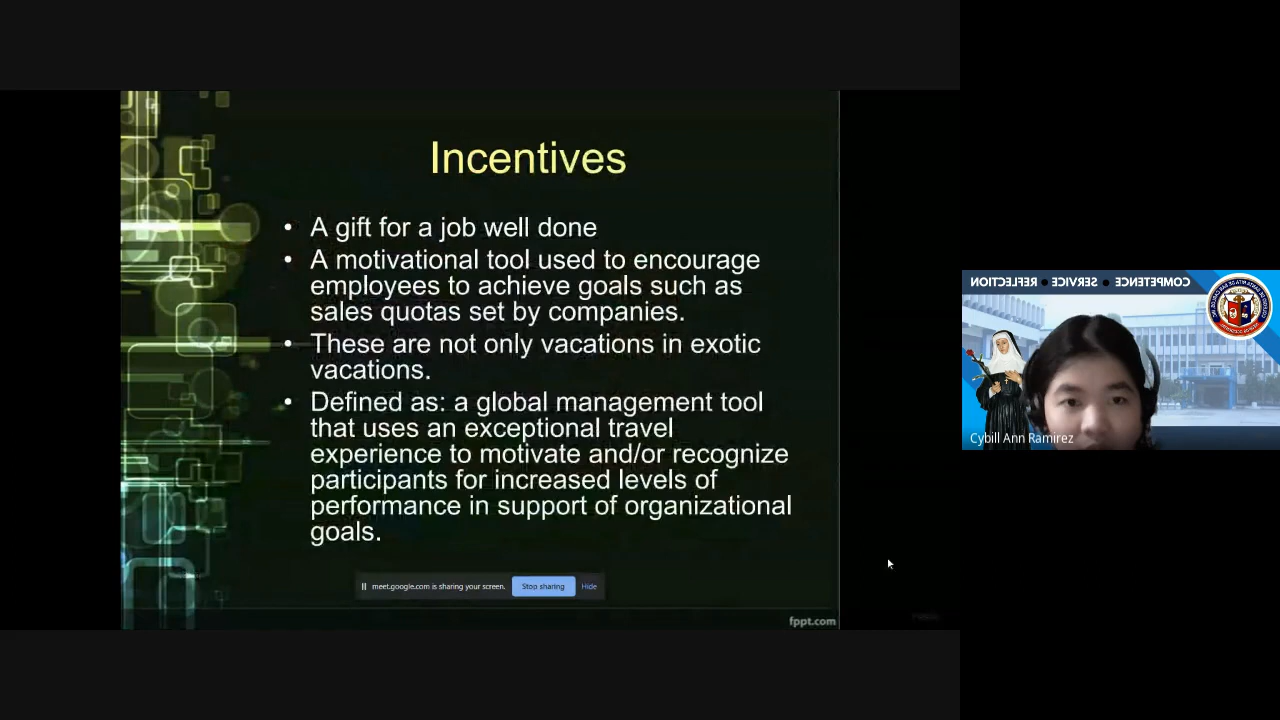 Incentives
• A gift for a job well done
• A motivational tool used to encourage
employees to achieve goals such as
sales quotas set by companies.
• These are not only vacations in exotic
vacations.
• Defined as: a global management tool
that uses an exceptional travel
experience to motivate and/or recognize
participants for increased levels of
performance in support of organizational
goals.
meet.google.com is sharing your screen. Stop sharing Hide
fppt.com
COMPETENCE • SERVICE • REFLECTION
Cybill Ann Ramirez